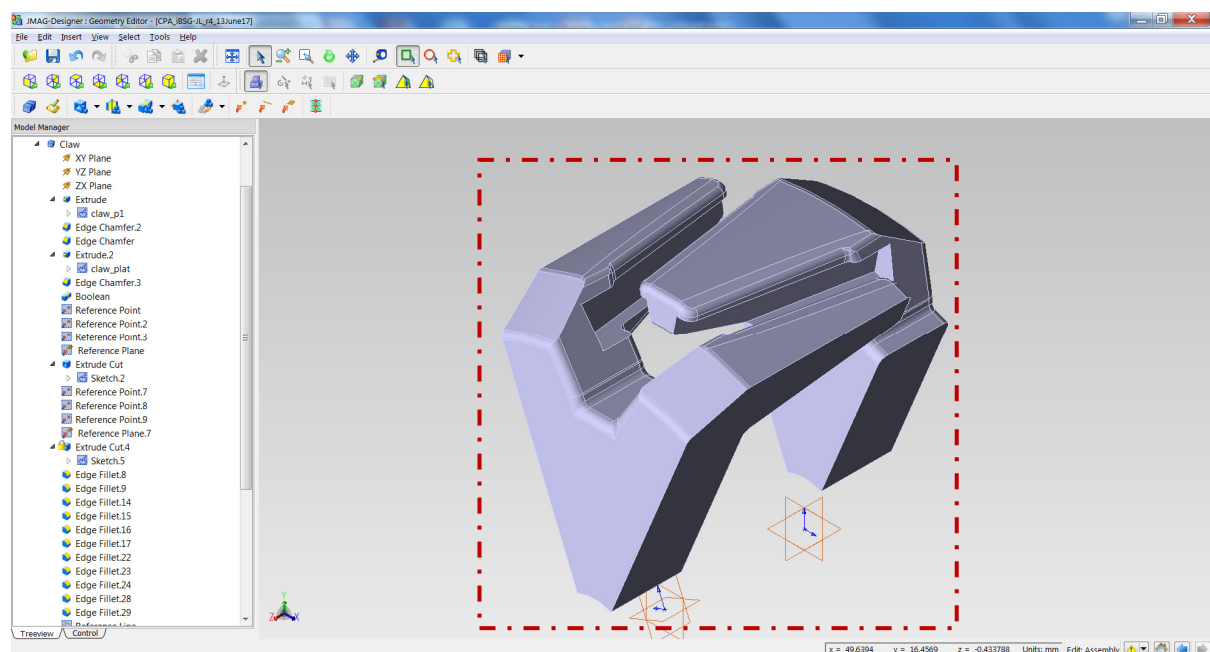 JMAG-Designer : Geometry Editor - [CPA_iBSG-JL_r4_13June17]
File Edit Insert View Select Tools Help
Model Manager
Claw
XY Plane
YZ Plane
ZX Plane
Extrude
claw_p1
Edge Chamfer.2
Edge Chamfer
Extrude.2
claw_plat
Edge Chamfer.3
Boolean
Reference Point
Reference Point.2
Reference Point.3
Reference Plane
Extrude Cut
Sketch.2
Reference Point.7
Reference Point.8
Reference Point.9
Reference Plane.7
Extrude Cut.4
Sketch.5
Edge Fillet.8
Edge Fillet.9
Edge Fillet.14
Edge Fillet.15
Edge Fillet.16
Edge Fillet.17
Edge Fillet.22
Edge Fillet.23
Edge Fillet.24
Edge Fillet.28
Edge Fillet.29
Reference Line
Y
Z X
Treeview Control
x = 49.6394 y = 16.4569 z = -0.433788 Units: mm Edit: Assembly